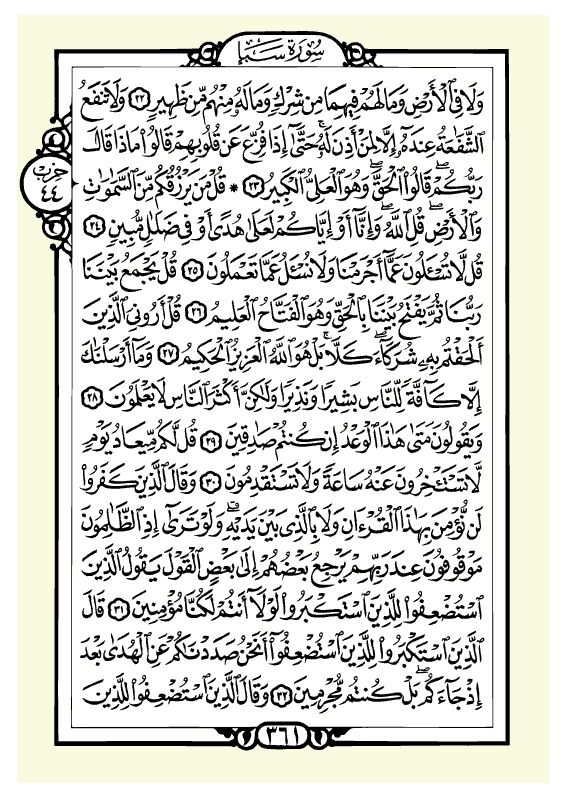 سُورَةُ سَبَإٍ
وَلَا فِى ٱلْأَرْضِ وَمَا لَهُمْ فِيهِمَا مِن شِرْكٍ وَمَا لَهُۥ مِنْهُم مِّن ظَهِيرٍ ٢٢ وَلَا تَنفَعُ
ٱلشَّفَٰعَةُ عِندَهُۥٓ إِلَّا لِمَنْ أَذِنَ لَهُۥ ۚ حَتَّىٰٓ إِذَا فُزِّعَ عَن قُلُوبِهِمْ قَالُوا۟ مَاذَا قَالَ
رَبُّكُمْ ۖ قَالُوا۟ ٱلْحَقَّ ۖ وَهُوَ ٱلْعَلِىُّ ٱلْكَبِيرُ ٢٣ * قُلْ مَن يَرْزُقُكُم مِّنَ ٱلسَّمَٰوَٰتِ
حزب
٤٤
وَٱلْأَرْضِ ۖ قُلِ ٱللَّهُ ۖ وَإِنَّآ أَوْ إِيَّاكُمْ لَعَلَىٰ هُدًى أَوْ فِى ضَلَٰلٍ مُّبِينٍ ٢٤
قُل لَّا تُسْـَٔلُونَ عَمَّآ أَجْرَمْنَا وَلَا نُسْـَٔلُ عَمَّا تَعْمَلُونَ ٢٥ قُلْ يَجْمَعُ بَيْنَنَا
رَبُّنَا ثُمَّ يَفْتَحُ بَيْنَنَا بِٱلْحَقِّ وَهُوَ ٱلْفَتَّاحُ ٱلْعَلِيمُ ٢٦ قُلْ أَرُونِىَ ٱلَّذِينَ
أَلْحَقْتُم بِهِۦ شُرَكَآءَ ۖ كَلَّا ۚ بَلْ هُوَ ٱللَّهُ ٱلْعَزِيزُ ٱلْحَكِيمُ ٢٧ وَمَآ أَرْسَلْنَٰكَ
إِلَّا كَآفَّةً لِّلنَّاسِ بَشِيرًا وَنَذِيرًا وَلَٰكِنَّ أَكْثَرَ ٱلنَّاسِ لَا يَعْلَمُونَ ٢٨
وَيَقُولُونَ مَتَىٰ هَٰذَا ٱلْوَعْدُ إِن كُنتُمْ صَٰدِقِينَ ٢٩ قُل لَّكُم مِّيعَادُ يَوْمٍ
لَّا تَسْتَـْٔخِرُونَ عَنْهُ سَاعَةً وَلَا تَسْتَقْدِمُونَ ٣٠ وَقَالَ ٱلَّذِينَ كَفَرُوا۟
لَن نُّؤْمِنَ بِهَٰذَا ٱلْقُرْءَانِ وَلَا بِٱلَّذِى بَيْنَ يَدَيْهِ ۗ وَلَوْ تَرَىٰٓ إِذِ ٱلظَّٰلِمُونَ
مَوْقُوفُونَ عِندَ رَبِّهِمْ يَرْجِعُ بَعْضُهُمْ إِلَىٰ بَعْضٍ ٱلْقَوْلَ يَقُولُ ٱلَّذِينَ
ٱسْتُضْعِفُوا۟ لِلَّذِينَ ٱسْتَكْبَرُوا۟ لَوْلَآ أَنتُمْ لَكُنَّا مُؤْمِنِينَ ٣١ قَالَ
ٱلَّذِينَ ٱسْتَكْبَرُوا۟ لِلَّذِينَ ٱسْتُضْعِفُوٓا۟ أَنَحْنُ صَدَدْنَٰكُمْ عَنِ ٱلْهُدَىٰ بَعْدَ
إِذْ جَآءَكُم ۖ بَلْ كُنتُم مُّجْرِمِينَ ٣٢ وَقَالَ ٱلَّذِينَ ٱسْتُضْعِفُوا۟ لِلَّذِينَ
٣٦١